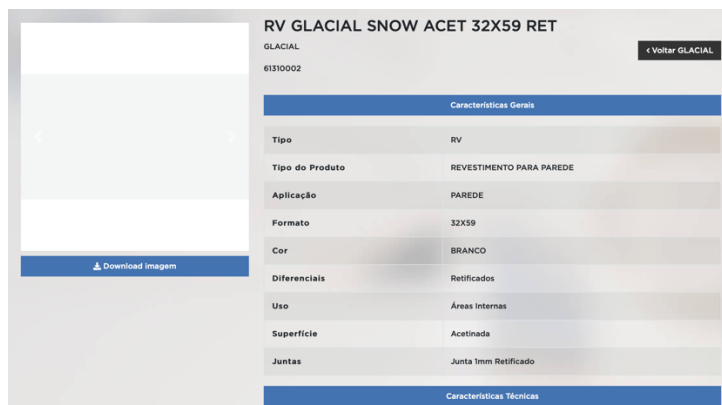 RV GLACIAL SNOW ACET 32X59 RET
GLACIAL
‹ Voltar GLACIAL
61310002
Características Gerais
Tipo RV
Tipo do Produto REVESTIMENTO PARA PAREDE
Aplicação PAREDE
Formato 32X59
Cor BRANCO
Download imagem
Diferenciais Retificados
Uso Áreas Internas
Superfície Acetinada
Juntas Junta 1mm Retificado
Características Técnicas